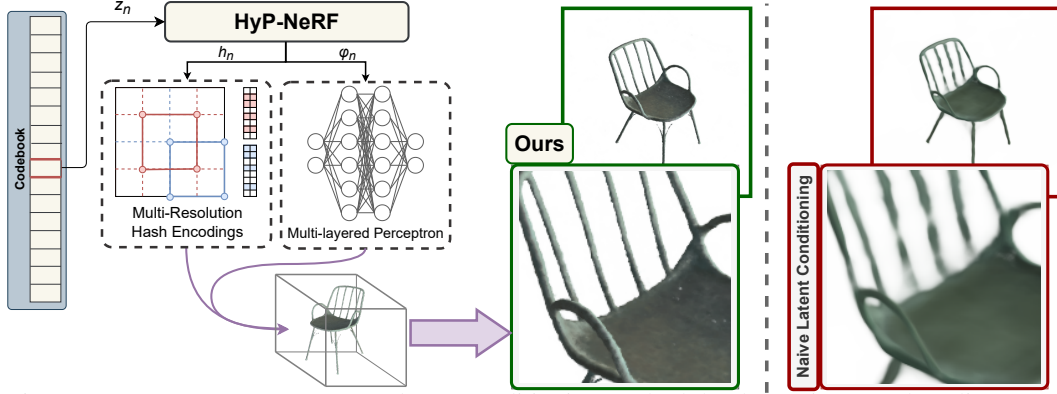 Codebook
z_n
HyP-NeRF
h_n
φ_n
Multi-Resolution
Hash Encodings
Multi-layered Perceptron
Ours
Naive Latent Conditioning